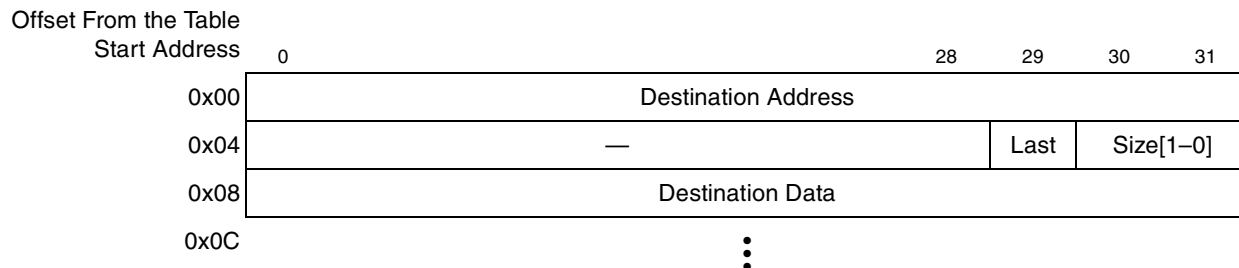 Offset From the Table
Start Address 0 28 29 30 31
0x00 Destination Address
0x04 — Last Size[1–0]
0x08 Destination Data
0x0C